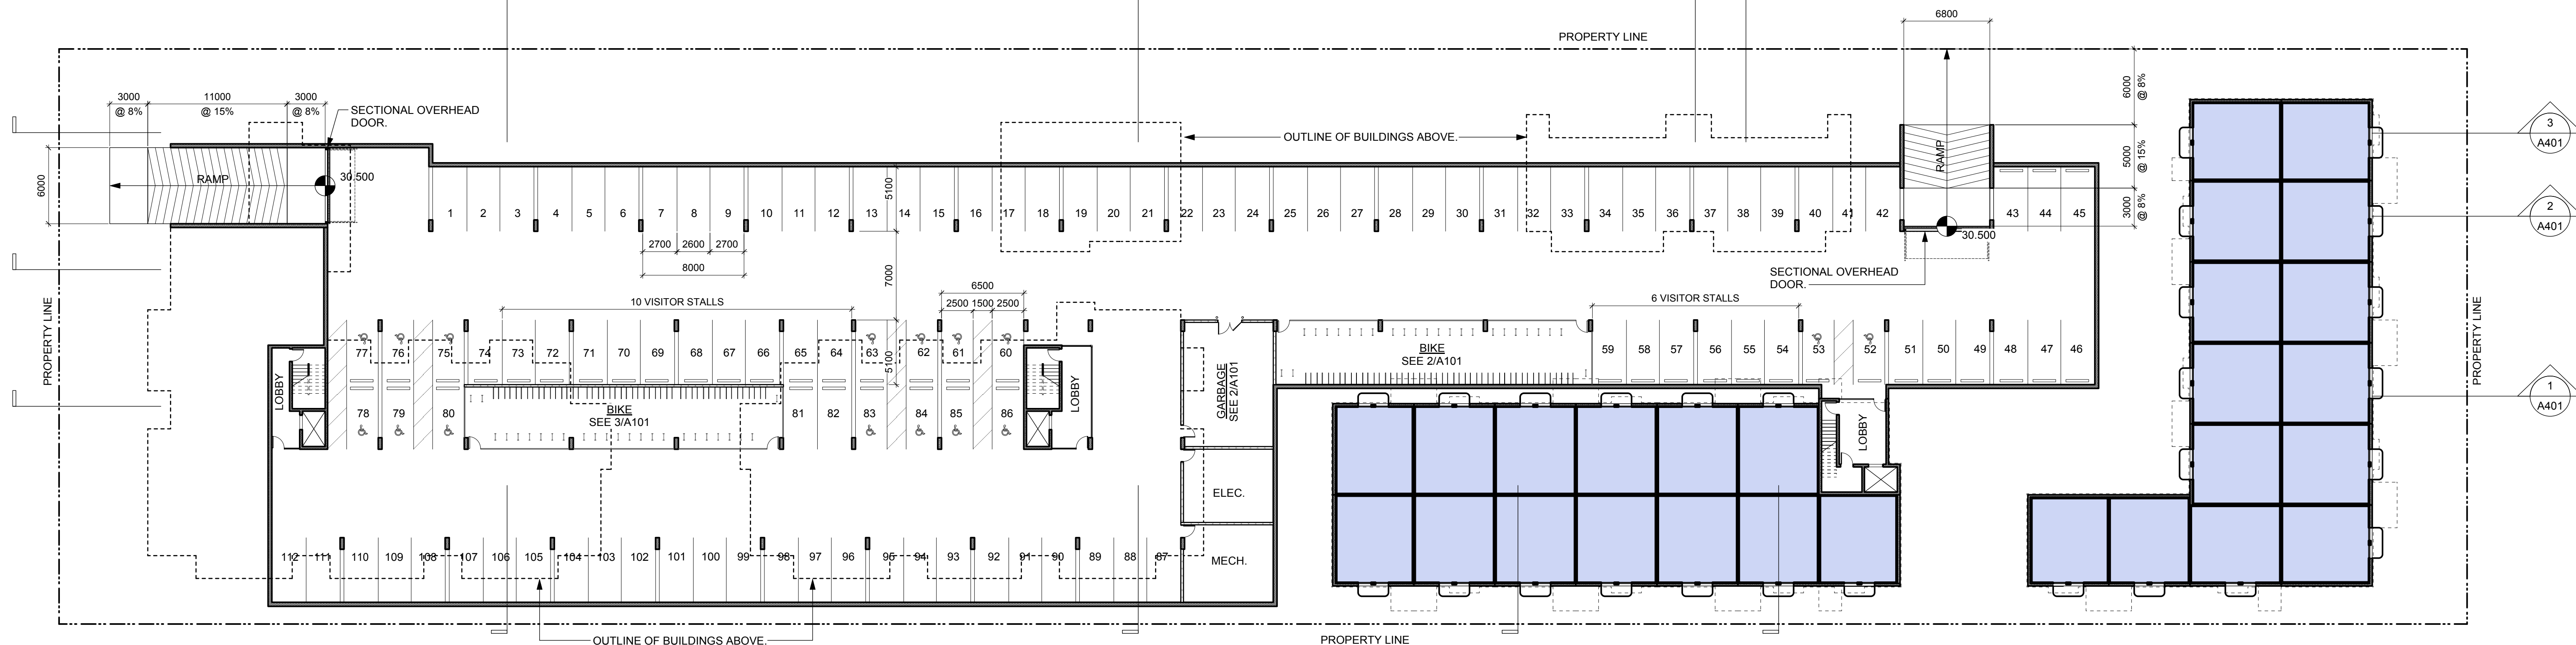 6800
PROPERTY LINE
3000
11000
3000
@ 8%
@ 15%
@ 8%
SECTIONAL OVERHEAD
DOOR.
6000
@ 8%
OUTLINE OF BUILDINGS ABOVE.
3
A401
RAMP
5000
@ 15%
6000
RAMP
30.500
5100
3000
@ 8%
1 2 3 4 5 6 7 8 9 10 11 12 13 14 15 16 17 18 19 20 21 22 23 24 25 26 27 28 29 30 31 32 33 34 35 36 37 38 39 40 41 42 43 44 45
2
A401
30.500
2700 2600 2700
8000
7000
SECTIONAL OVERHEAD
DOOR.
6500
10 VISITOR STALLS
2500 1500 2500
6 VISITOR STALLS
PROPERTY LINE
PROPERTY LINE
77 76 75 74 73 72 71 70 69 68 67 66 65 64 63 62 61 60
5100
BIKE
SEE 2/A101
59 58 57 56 55 54 53 52 51 50 49 48 47 46
LOBBY
LOBBY
GARBAGE
SEE 2/A101
1
A401
78 79 80
BIKE
SEE 3/A101
81 82 83 84 85 86
LOBBY
ELEC.
112 111 110 109 108 107 106 105 104 103 102 101 100 99 98 97 96 95 94 93 92 91 90 89 88 87
MECH.
OUTLINE OF BUILDINGS ABOVE.
PROPERTY LINE